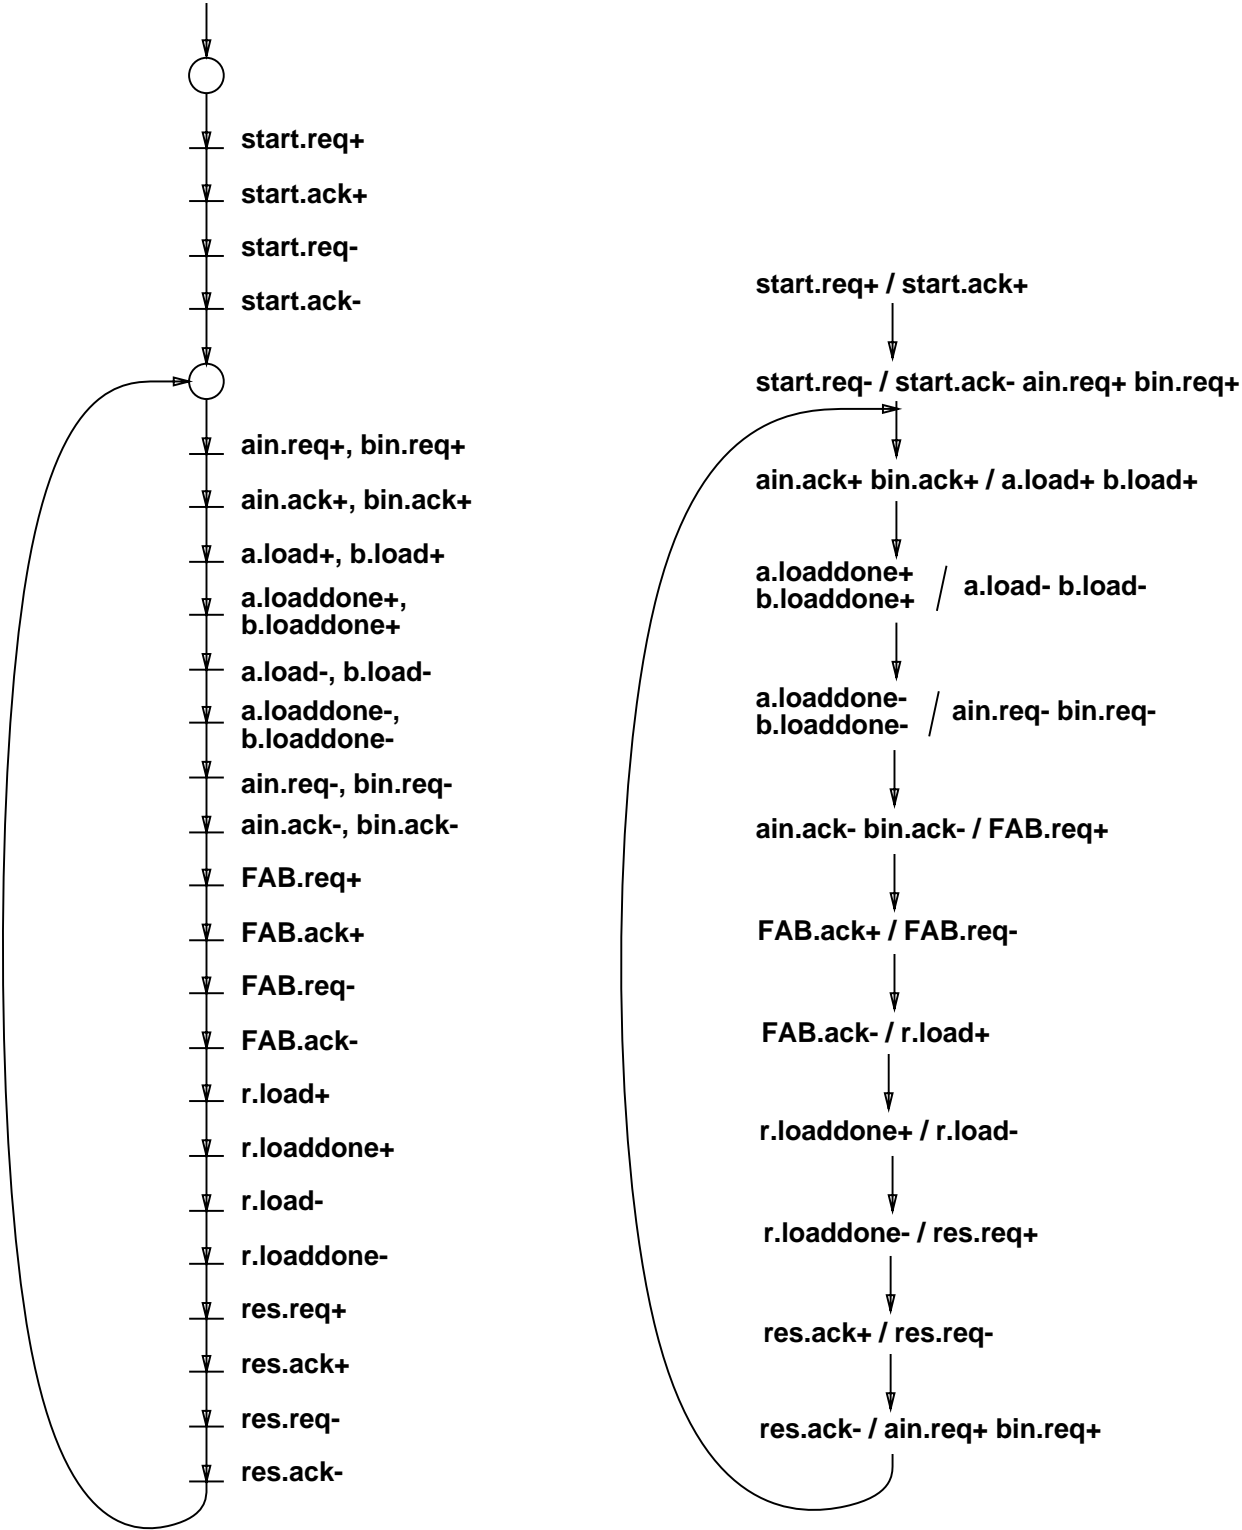 start.req+
start.ack+
start.req-
start.ack-
ain.req+, bin.req+
ain.ack+, bin.ack+
a.load+, b.load+
a.loaddone+,
b.loaddone+
a.load-, b.load-
a.loaddone-,
b.loaddone-
ain.req-, bin.req-
ain.ack-, bin.ack-
FAB.req+
FAB.ack+
FAB.req-
FAB.ack-
r.load+
r.loaddone+
r.load-
r.loaddone-
res.req+
res.ack+
res.req-
res.ack-
start.req+ / start.ack+
start.req- / start.ack- ain.req+ bin.req+
ain.ack+ bin.ack+ / a.load+ b.load+
a.loaddone+
b.loaddone+ / a.load- b.load-
a.loaddone-
b.loaddone- / ain.req- bin.req-
ain.ack- bin.ack- / FAB.req+
FAB.ack+ / FAB.req-
FAB.ack- / r.load+
r.loaddone+ / r.load-
r.loaddone- / res.req+
res.ack+ / res.req-
res.ack- / ain.req+ bin.req+